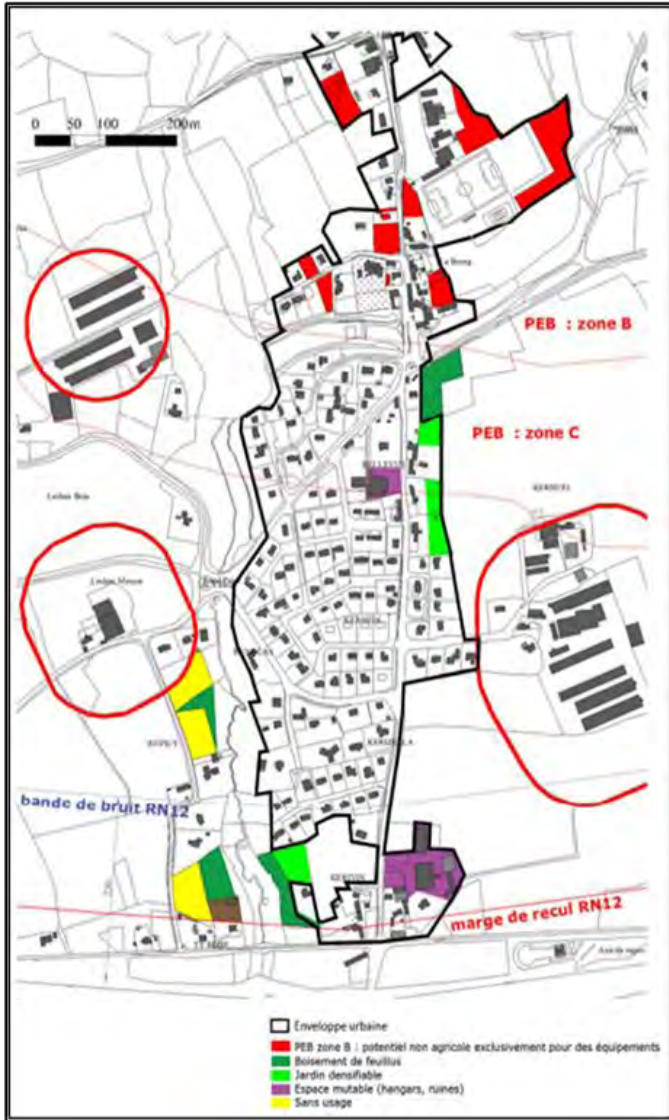 0 50 100 200m
PEB : zone B
PEB : zone C
bande de bruit RN12
marge de recul RN12
Enveloppe urbaine
PEB zone B : potentiel non agricole exclusivement pour des équipements
Boisement de feuillus
Jardin densifiable
Espace mutable (hangars, ruines)
Sans usage